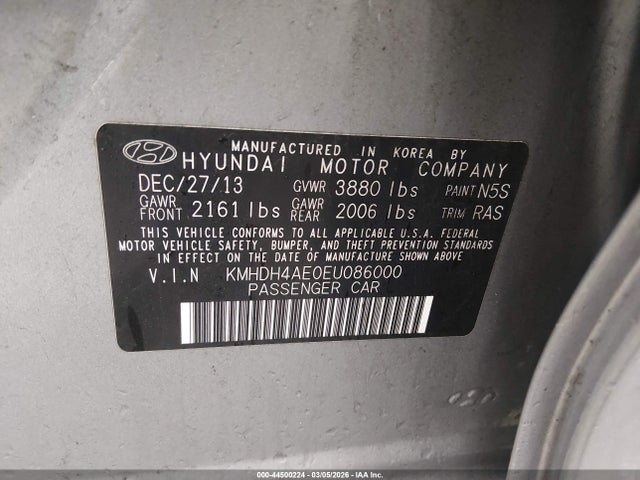 MANUFACTURED IN KOREA BY
HYUNDAI MOTOR COMPANY
DEC/27/13 GVWR 3880 lbs PAINT N5S
GAWR FRONT 2161 lbs GAWR REAR 2006 lbs TRIM RAS
THIS VEHICLE CONFORMS TO ALL APPLICABLE U.S.A. FEDERAL
MOTOR VEHICLE SAFETY, BUMPER, AND THEFT PREVENTION
STANDARDS IN EFFECT ON THE DATE OF MANUFACTURE SHOWN ABOVE.
V.I.N KMHDH4AE0EU086000
PASSENGER CAR
000-44500224 - 03/05/2026 - IAA Inc.